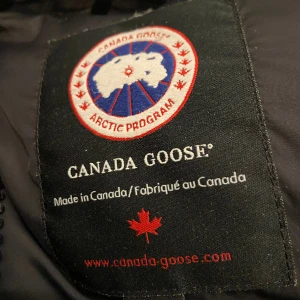 CANADA GOOSE®
ARCTIC PROGRAM
CANADA GOOSE®
Made in Canada/Fabriqué au Canada
www.canada-goose.com